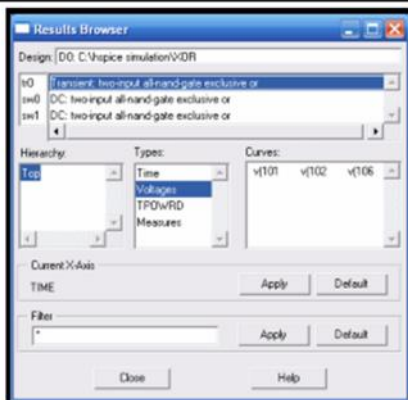 Results Browser
Design: D0: C:\hspice simulation\XOR
tr0 Transient: two-input all-nand-gate exclusive or
sw0 DC: two-input all-nand-gate exclusive or
sw1 DC: two-input all-nand-gate exclusive or
Hierarchy: Types: Curves:
Top Time v(101 v(102 v(106
Voltages
TPOWRD
Measures
Current X-Axis
TIME Apply Default
Filter
* Apply Default
Close Help